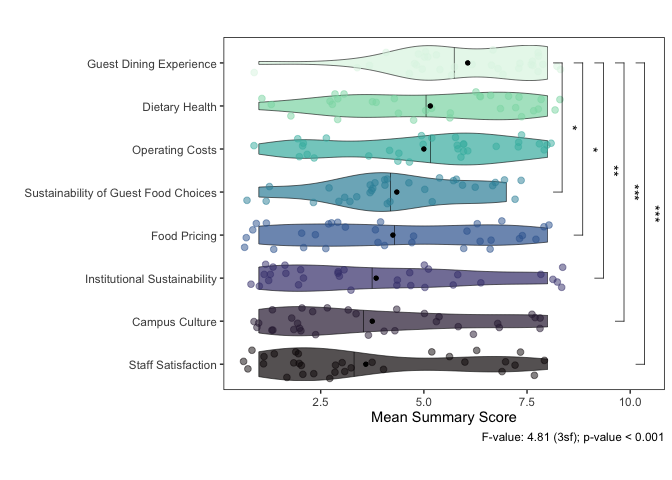 Guest Dining Experience
Dietary Health
Operating Costs
Sustainability of Guest Food Choices
Food Pricing
Institutional Sustainability
Campus Culture
Staff Satisfaction
*
*
**
***
***
2.5 5.0 7.5 10.0
Mean Summary Score
F-value: 4.81 (3sf); p-value < 0.001